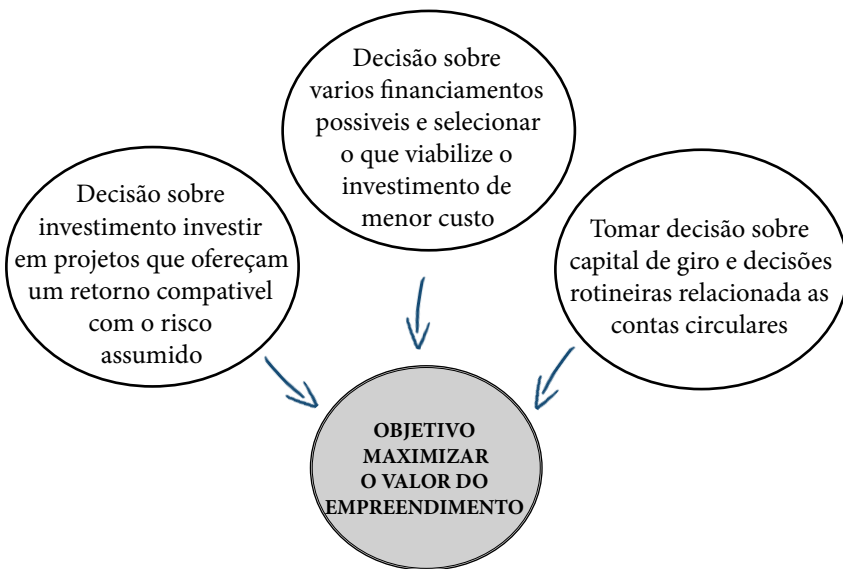 Decisão sobre
varios financiamentos
possiveis e selecionar
o que viabilize o
investimento de
menor custo
Decisão sobre
investimento investir
em projetos que ofereçam
um retorno compativel
com o risco
assumido
Tomar decisão sobre
capital de giro e decisões
rotineiras relacionada as
contas circulares
OBJETIVO
MAXIMIZAR
O VALOR DO
EMPREENDIMENTO